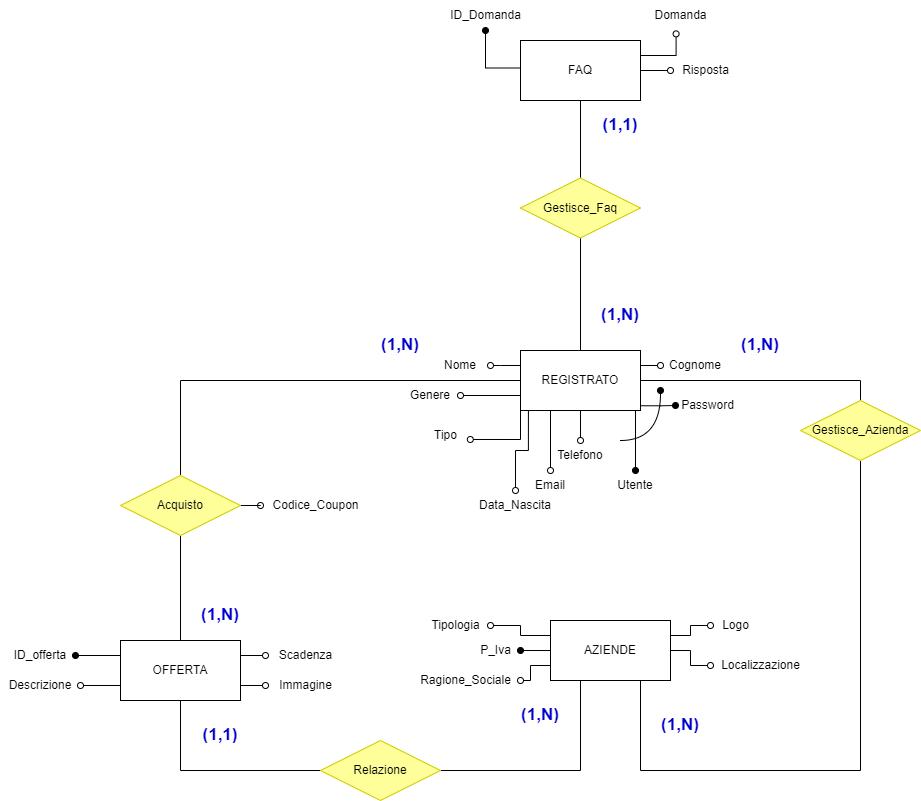 ID_Domanda
Domanda
FAQ
Risposta
(1,1)
Gestisce_Faq
(1,N)
(1,N)
(1,N)
Nome
REGISTRATO
Cognome
Genere
Password
Tipo
Gestisce_Azienda
Telefono
Email
Utente
Data_Nascita
Acquisto
Codice_Coupon
(1,N)
Tipologia
Logo
ID_offerta
Scadenza
P_Iva
AZIENDE
OFFERTA
Localizzazione
Descrizione
Immagine
Ragione_Sociale
(1,N)
(1,N)
(1,1)
Relazione